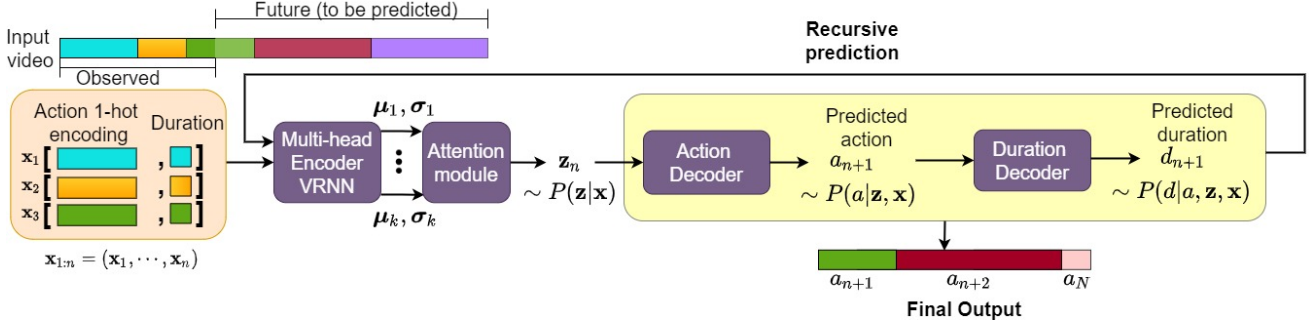 Future (to be predicted)
Input
video
Observed
Recursive
prediction
Action 1-hot
encoding
Duration
x₁ [ , ]
x₂ [ , ]
x₃ [ , ]
x₁:ₙ = (x₁, ⋯, xₙ)
Multi-head
Encoder
VRNN
μ₁, σ₁
⋮
μₖ, σₖ
Attention
module
zₙ
∼ P(z|x)
Action
Decoder
Predicted
action
aₙ₊₁
∼ P(a|z, x)
Duration
Decoder
Predicted
duration
dₙ₊₁
∼ P(d|a, z, x)
aₙ₊₁ aₙ₊₂ a_N
Final Output